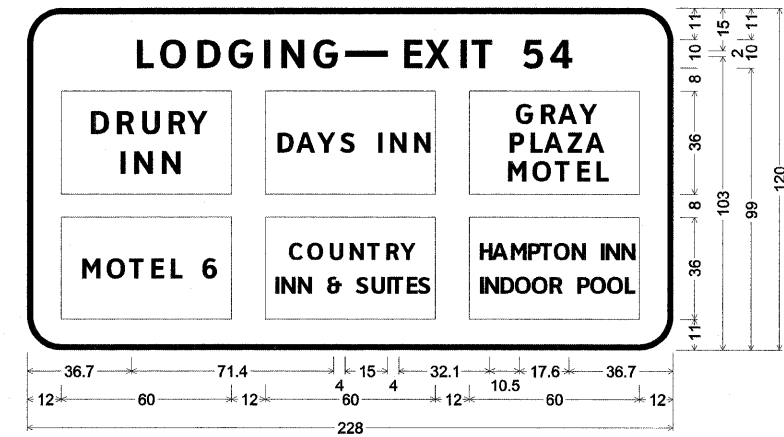 LODGING — EXIT 54
DRURY
INN
DAYS INN
GRAY
PLAZA
MOTEL
MOTEL 6
COUNTRY
INN & SUITES
HAMPTON INN
INDOOR POOL
11
10
8
36
8
36
11
15
2
103
11
10
99
120
36.7
71.4
4
15
4
32.1
10.5
17.6
36.7
12
60
12
60
12
60
12
228